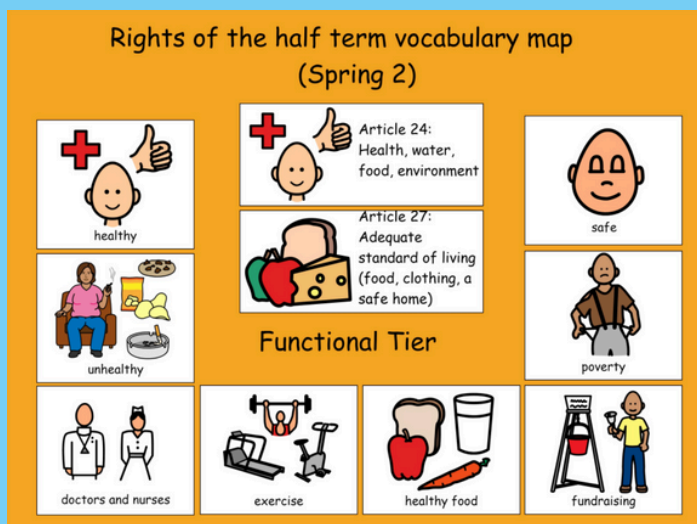 Rights of the half term vocabulary map
(Spring 2)
healthy
Article 24:
Health, water,
food, environment
safe
Article 27:
Adequate
standard of living
(food, clothing, a
safe home)
unhealthy
Functional Tier
poverty
doctors and nurses
exercise
healthy food
fundraising